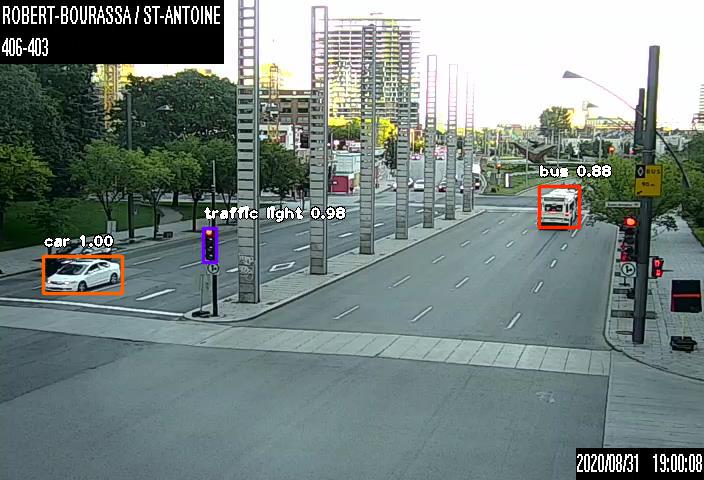 ROBERT-BOURASSA / ST-ANTOINE
406-403
bus 0.88
BUS
traffic light 0.98
car 1.00
2020/08/31 19:00:08